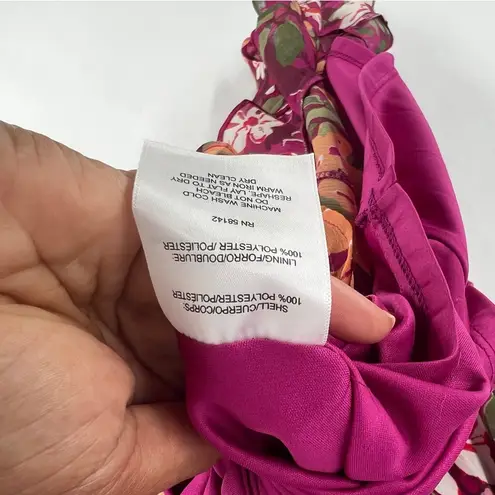 SHELL/CUERPO/CORPS:
100% POLYESTER/POLIESTER
LINING/FORRO/DOUBLURE:
100% POLYESTER /POLIESTER
RN 58142
MACHINE WASH COLD
DO NOT BLEACH
RESHAPE. LAY FLAT TO DRY
WARM IRON AS NEEDED
DRY CLEAN